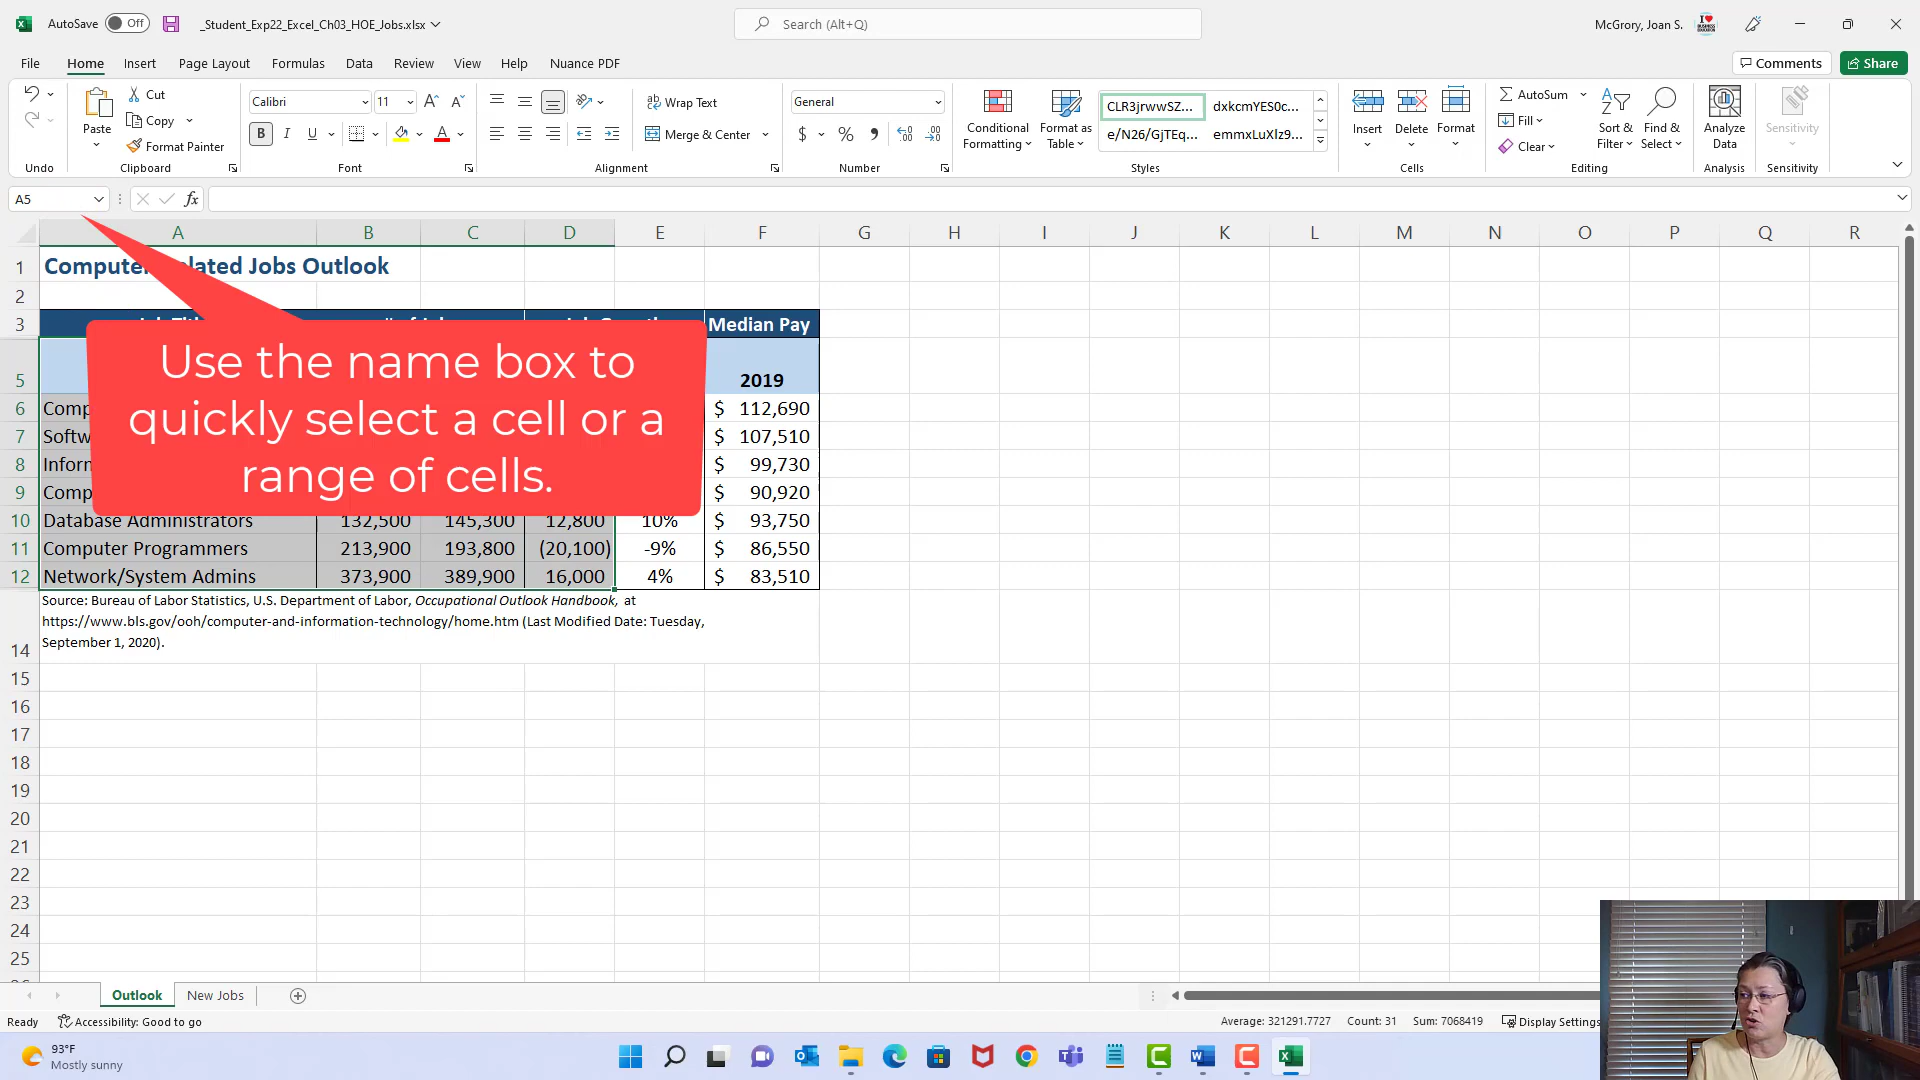 AutoSave Off _Student_Exp22_Excel_Ch03_HOE_Jobs.xlsx Search (Alt+Q) McGrory, Joan S.
File Home Insert Page Layout Formulas Data Review View Help Nuance PDF Comments Share
Undo
Paste Cut Copy Format Painter
Clipboard
Calibri 11
B I U A
Font
Wrap Text
Merge & Center
Alignment
General
$ % ,
Number
Conditional Formatting
Format as Table
CLR3jrwwSZ... dxkcmYES0c...
e/N26/GjTEq... emmxLuXlz9...
Styles
Insert Delete Format
Cells
AutoSum
Fill
Clear
Sort & Filter
Find & Select
Editing
Analyze Data
Analysis
Sensitivity
Sensitivity
A5 fx
A B C D E F G H I J K L M N O P Q R
1 Computer lated Jobs Outlook
2
3 Median Pay
Use the name box to
quickly select a cell or a
range of cells.
5 2019
6 Comp $ 112,690
7 Softw $ 107,510
8 Inforn $ 99,730
9 Comp $ 90,920
10 Database Administrators 132,500 145,300 12,800 10% $ 93,750
11 Computer Programmers 213,900 193,800 (20,100) -9% $ 86,550
12 Network/System Admins 373,900 389,900 16,000 4% $ 83,510
Source: Bureau of Labor Statistics, U.S. Department of Labor, Occupational Outlook Handbook, at
https://www.bls.gov/ooh/computer-and-information-technology/home.htm (Last Modified Date: Tuesday,
14 September 1, 2020).
15
16
17
18
19
20
21
22
23
24
25
Outlook New Jobs
Ready Accessibility: Good to go Average: 321291.7727 Count: 31 Sum: 7068419 Display Settings
93°F
Mostly sunny